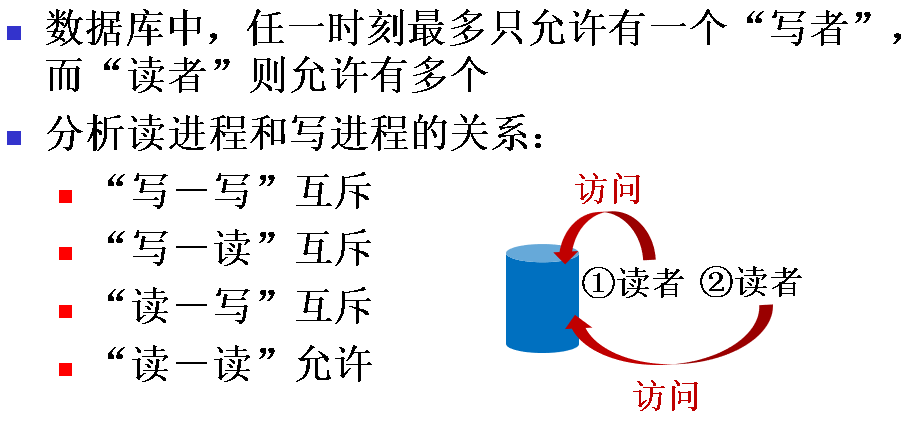 数据库中，任一时刻最多只允许有一个“写者”，
而“读者”则允许有多个
分析读进程和写进程的关系：
“写－写”互斥
“写－读”互斥
“读－写”互斥
“读－读”允许
访问
①读者 ②读者
访问